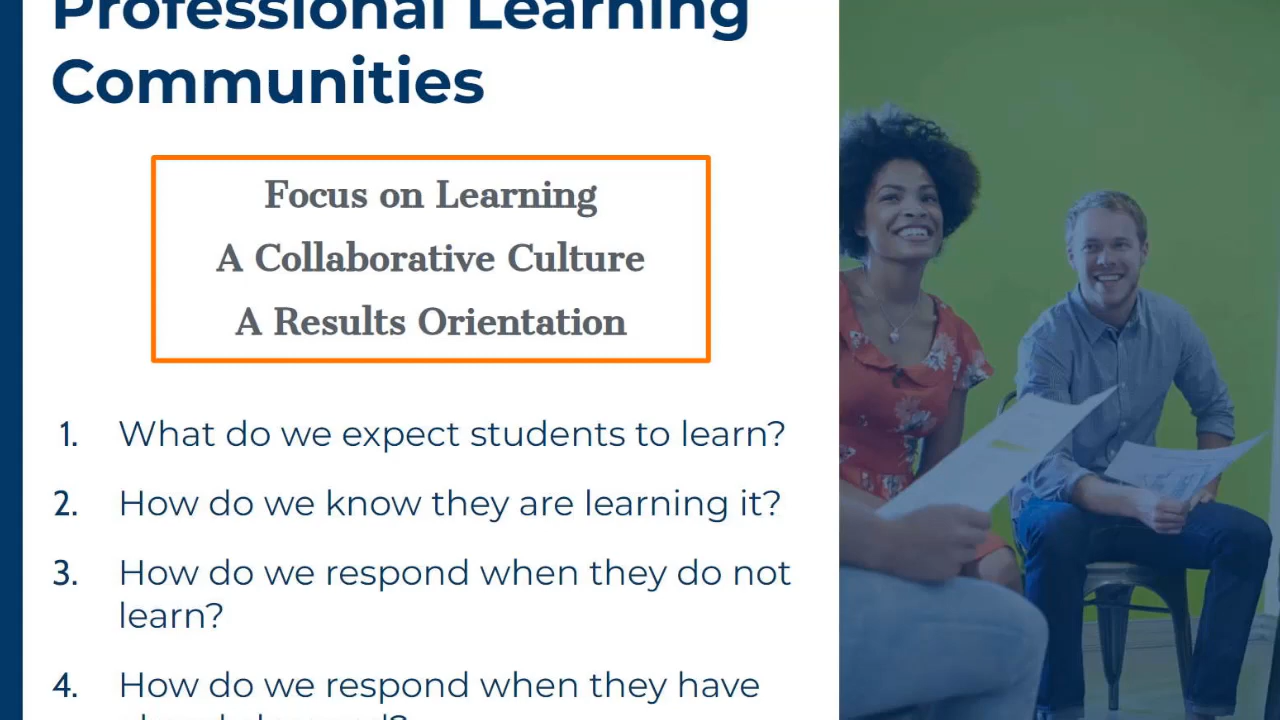 Professional Learning
Communities
Focus on Learning
A Collaborative Culture
A Results Orientation
1. What do we expect students to learn?
2. How do we know they are learning it?
3. How do we respond when they do not
learn?
4. How do we respond when they have